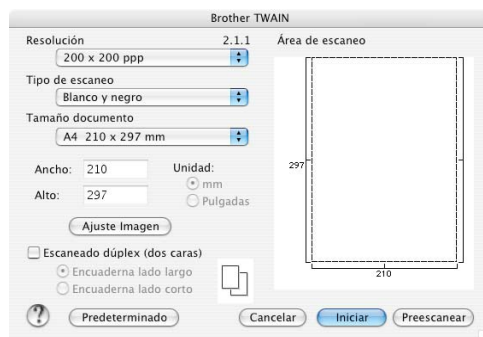 Brother TWAIN
Resolución 2.1.1
200 x 200 ppp
Tipo de escaneo
Blanco y negro
Tamaño documento
A4 210 x 297 mm
Ancho: 210
Alto: 297
Unidad:
mm
Pulgadas
Ajuste Imagen
Escaneado dúplex (dos caras)
Encuaderna lado largo
Encuaderna lado corto
Área de escaneo
297
210
?
Predeterminado
Cancelar
Iniciar
Preescanear